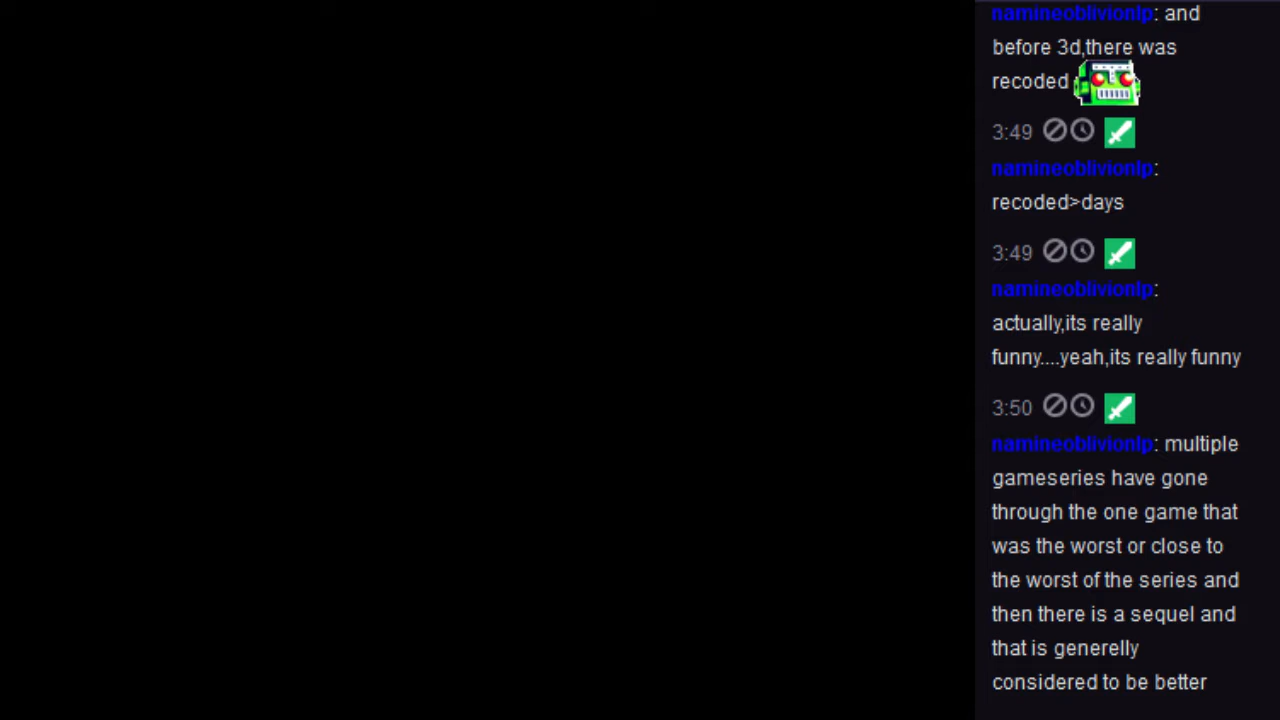 namineoblivionlp: and
before 3d,there was
recoded
3:49
namineoblivionlp:
recoded>days
3:49
namineoblivionlp:
actually,its really
funny....yeah,its really funny
3:50
namineoblivionlp: multiple
gameseries have gone
through the one game that
was the worst or close to
the worst of the series and
then there is a sequel and
that is generelly
considered to be better